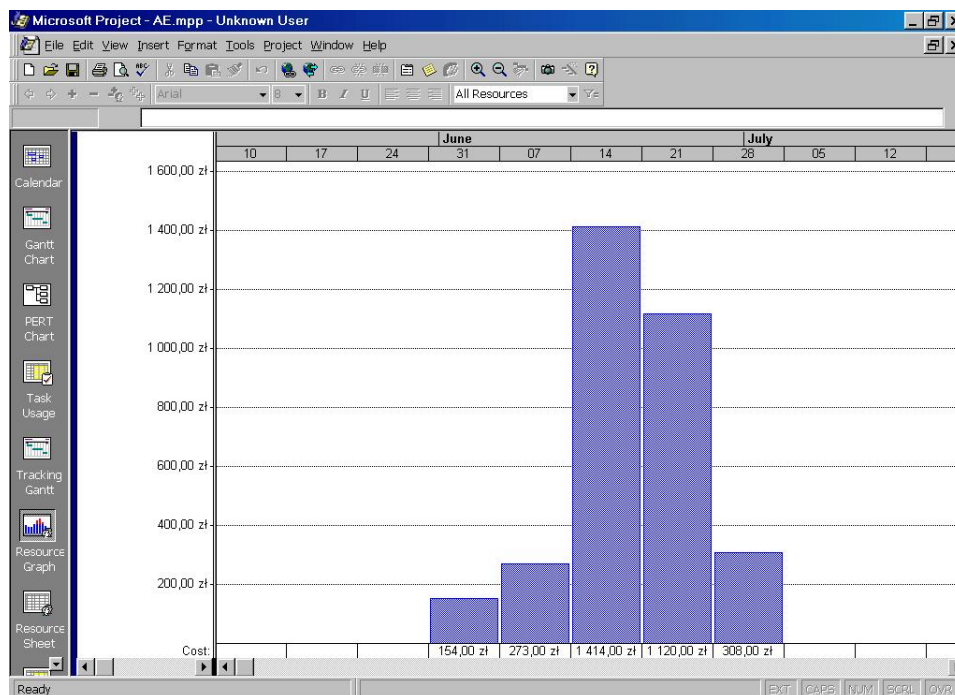 Microsoft Project - AE.mpp - Unknown User
File Edit View Insert Format Tools Project Window Help
Arial 8 B I U All Resources
June July
10 17 24 31 07 14 21 28 05 12
Calendar
Gantt
Chart
PERT
Chart
Task
Usage
Tracking
Gantt
Resource
Graph
Resource
Sheet
1 600,00 zł
1 400,00 zł
1 200,00 zł
1 000,00 zł
800,00 zł
600,00 zł
400,00 zł
200,00 zł
Cost: 154,00 zł 273,00 zł 1 414,00 zł 1 120,00 zł 308,00 zł
Ready EXT CAPS NUM SCRL OVR